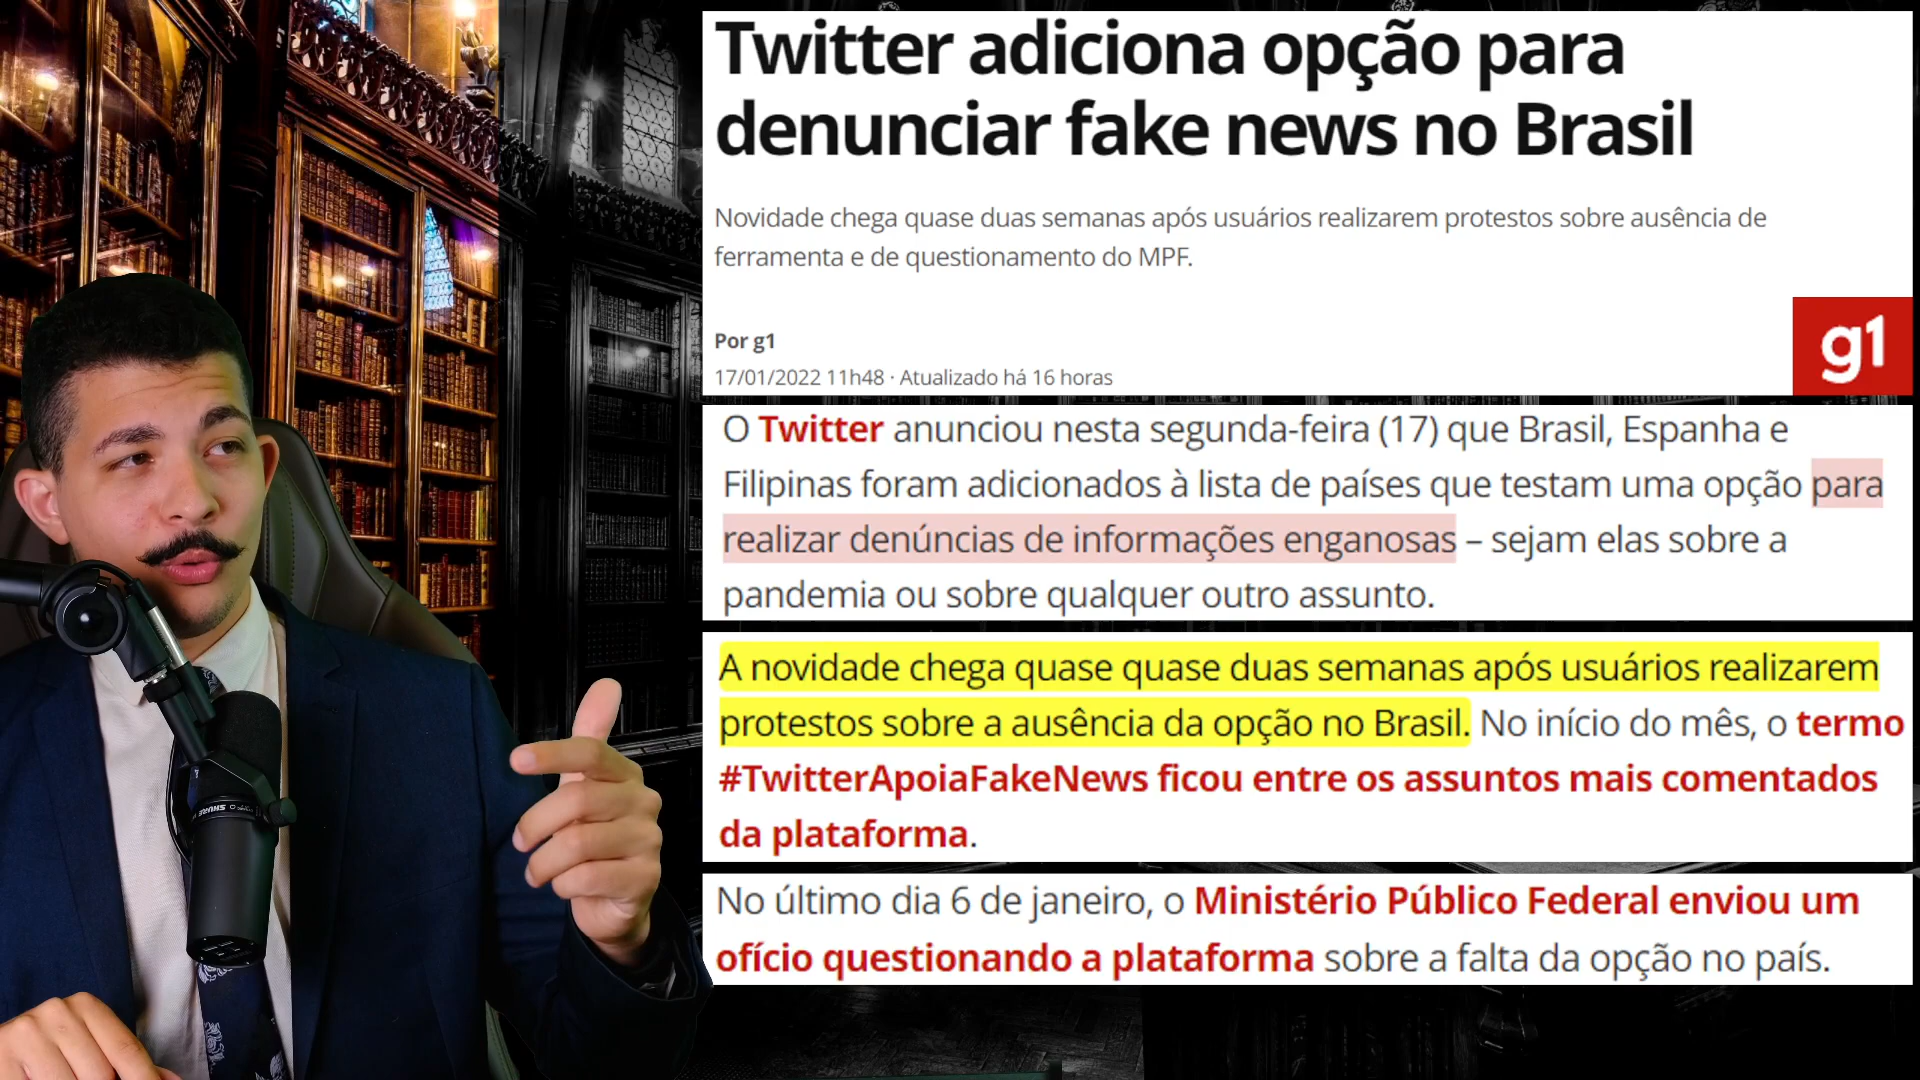 Twitter adiciona opção para
denunciar fake news no Brasil
Novidade chega quase duas semanas após usuários realizarem protestos sobre ausência de
ferramenta e de questionamento do MPF.
Por g1
17/01/2022 11h48 · Atualizado há 16 horas
g1
O Twitter anunciou nesta segunda-feira (17) que Brasil, Espanha e
Filipinas foram adicionados à lista de países que testam uma opção para
realizar denúncias de informações enganosas – sejam elas sobre a
pandemia ou sobre qualquer outro assunto.
A novidade chega quase quase duas semanas após usuários realizarem
protestos sobre a ausência da opção no Brasil. No início do mês, o termo
#TwitterApoiaFakeNews ficou entre os assuntos mais comentados
da plataforma.
No último dia 6 de janeiro, o Ministério Público Federal enviou um
ofício questionando a plataforma sobre a falta da opção no país.
SHURE